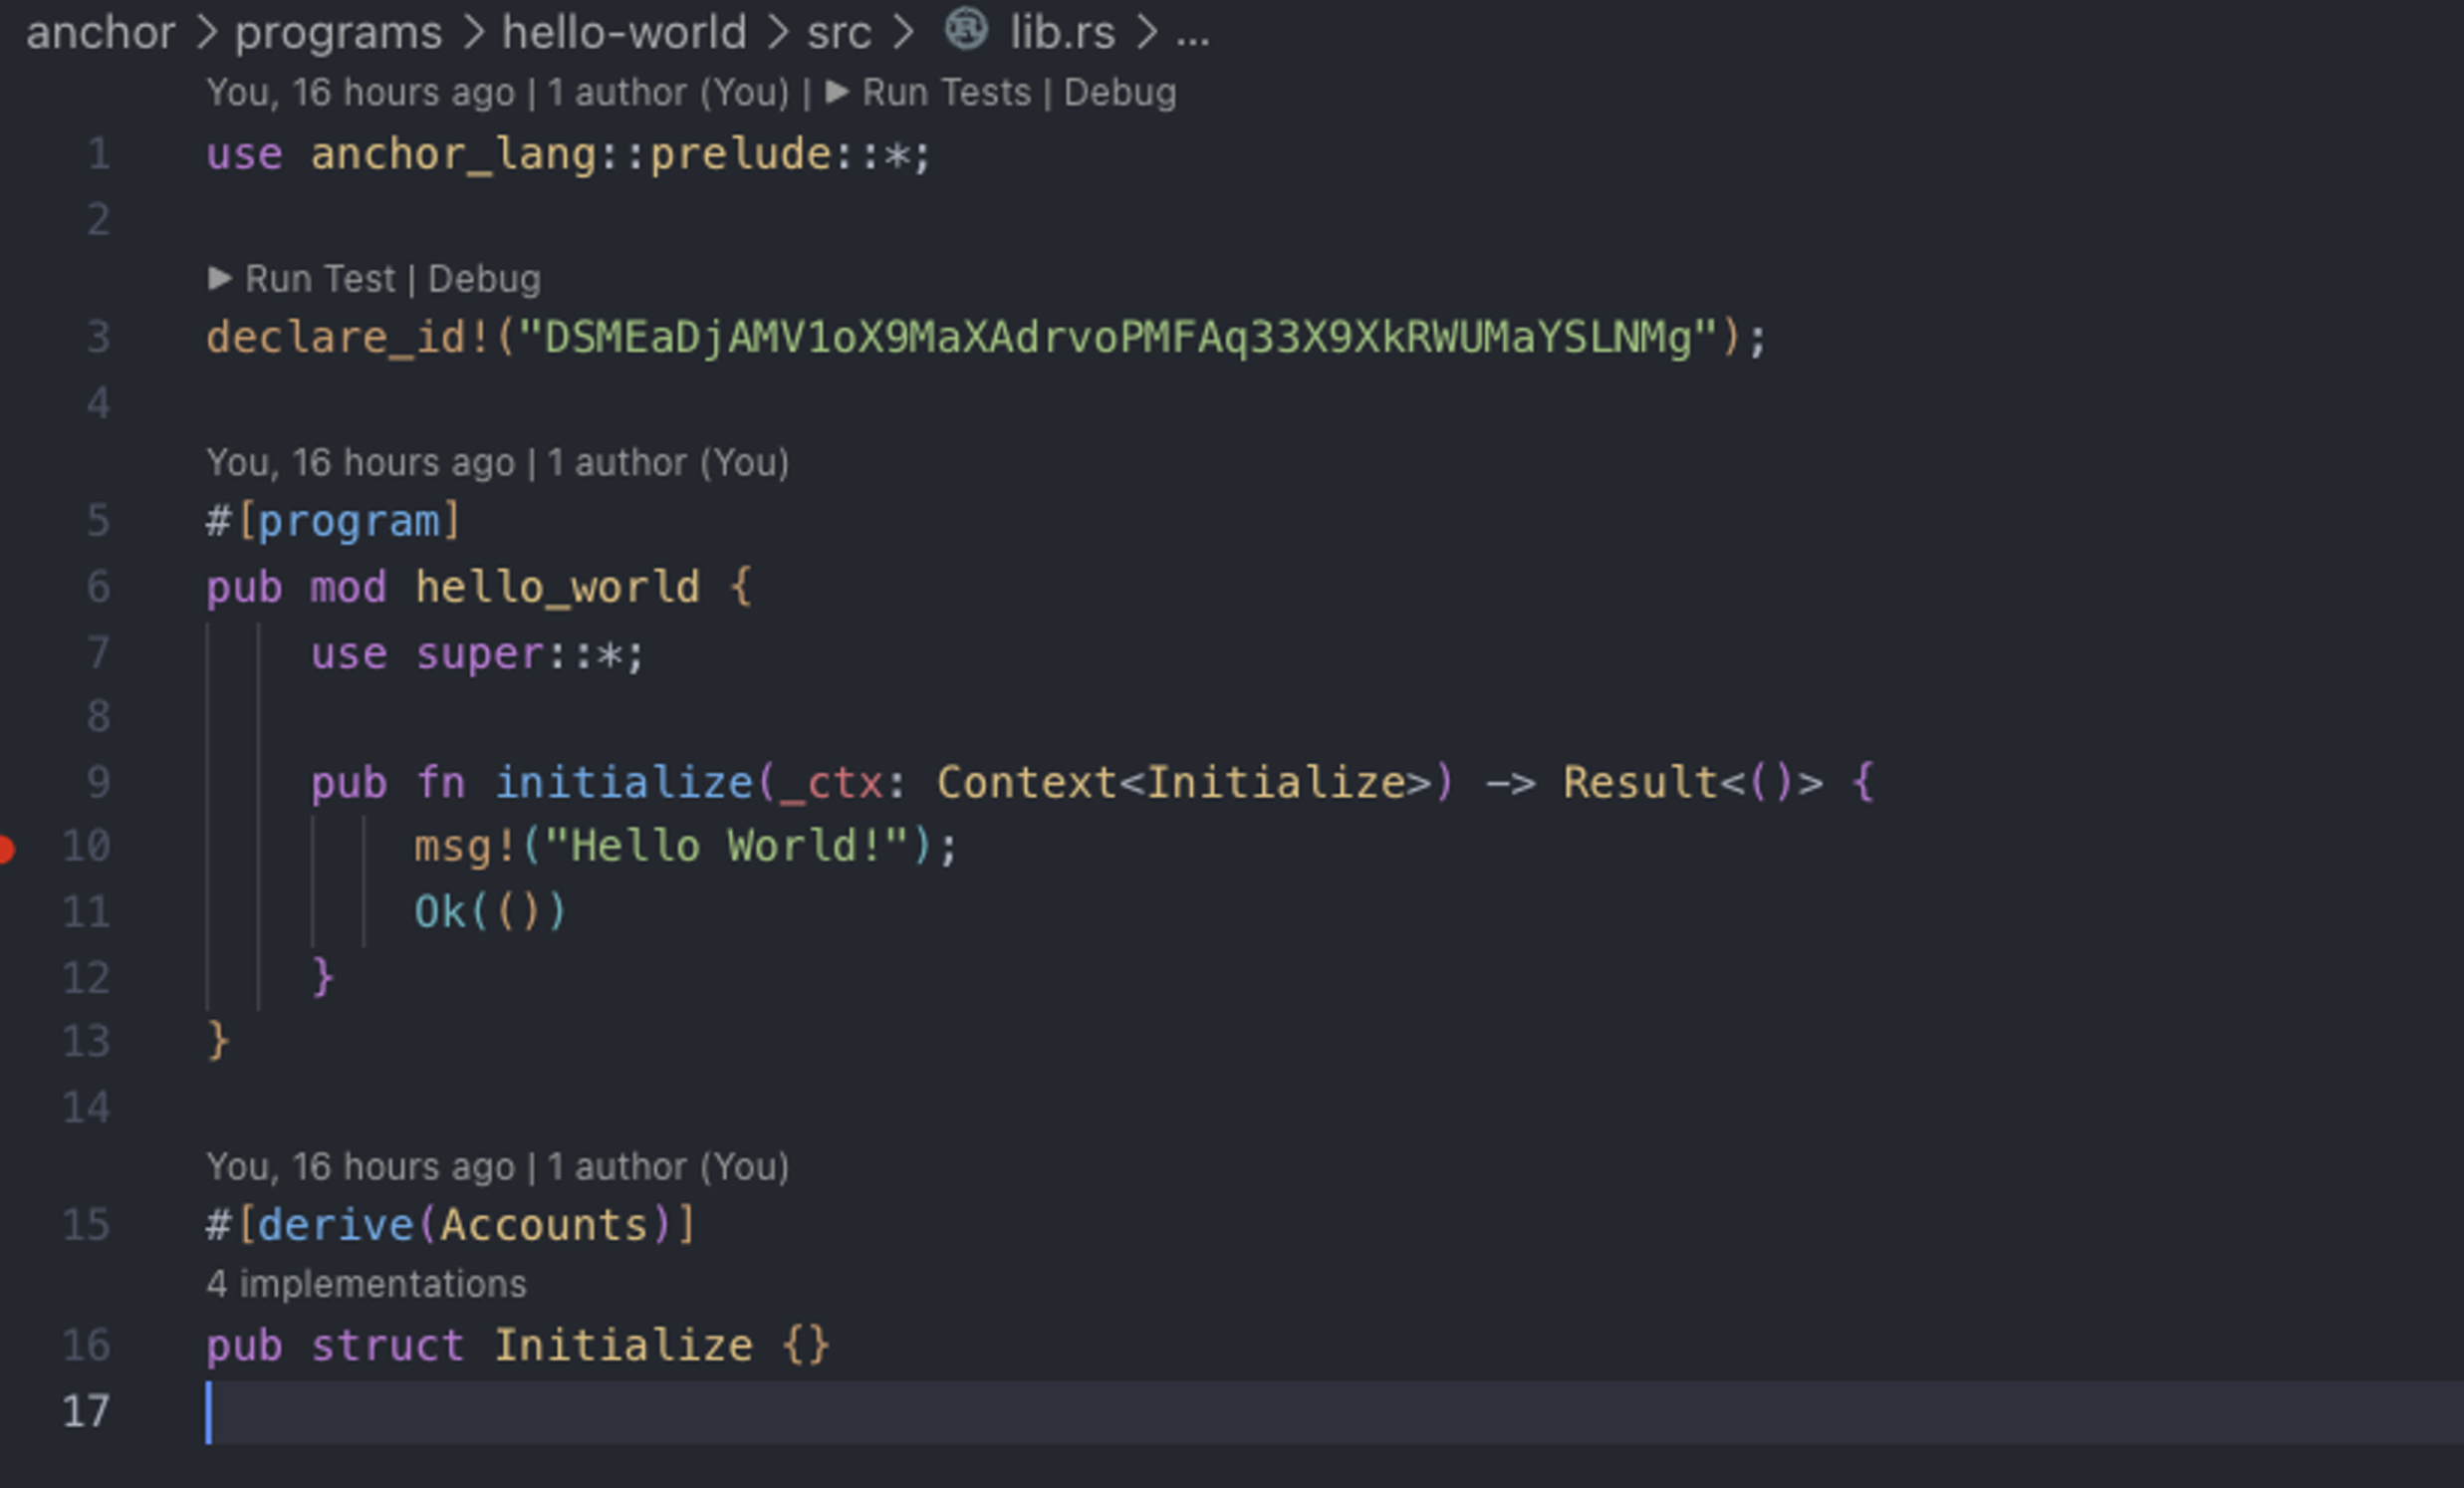 anchor > programs > hello-world > src > lib.rs > ...
You, 16 hours ago | 1 author (You) | ▶ Run Tests | Debug
1 use anchor_lang::prelude::*;
2
▶ Run Test | Debug
3 declare_id!("DSMEaDjAMV1oX9MaXAdrvoPMFAq33X9XkRWUMaYSLNMg");
4
You, 16 hours ago | 1 author (You)
5 #[program]
6 pub mod hello_world {
7     use super::*;
8
9     pub fn initialize(_ctx: Context<Initialize>) -> Result<()> {
10         msg!("Hello World!");
11         Ok(())
12     }
13 }
14
You, 16 hours ago | 1 author (You)
15 #[derive(Accounts)]
4 implementations
16 pub struct Initialize {}
17